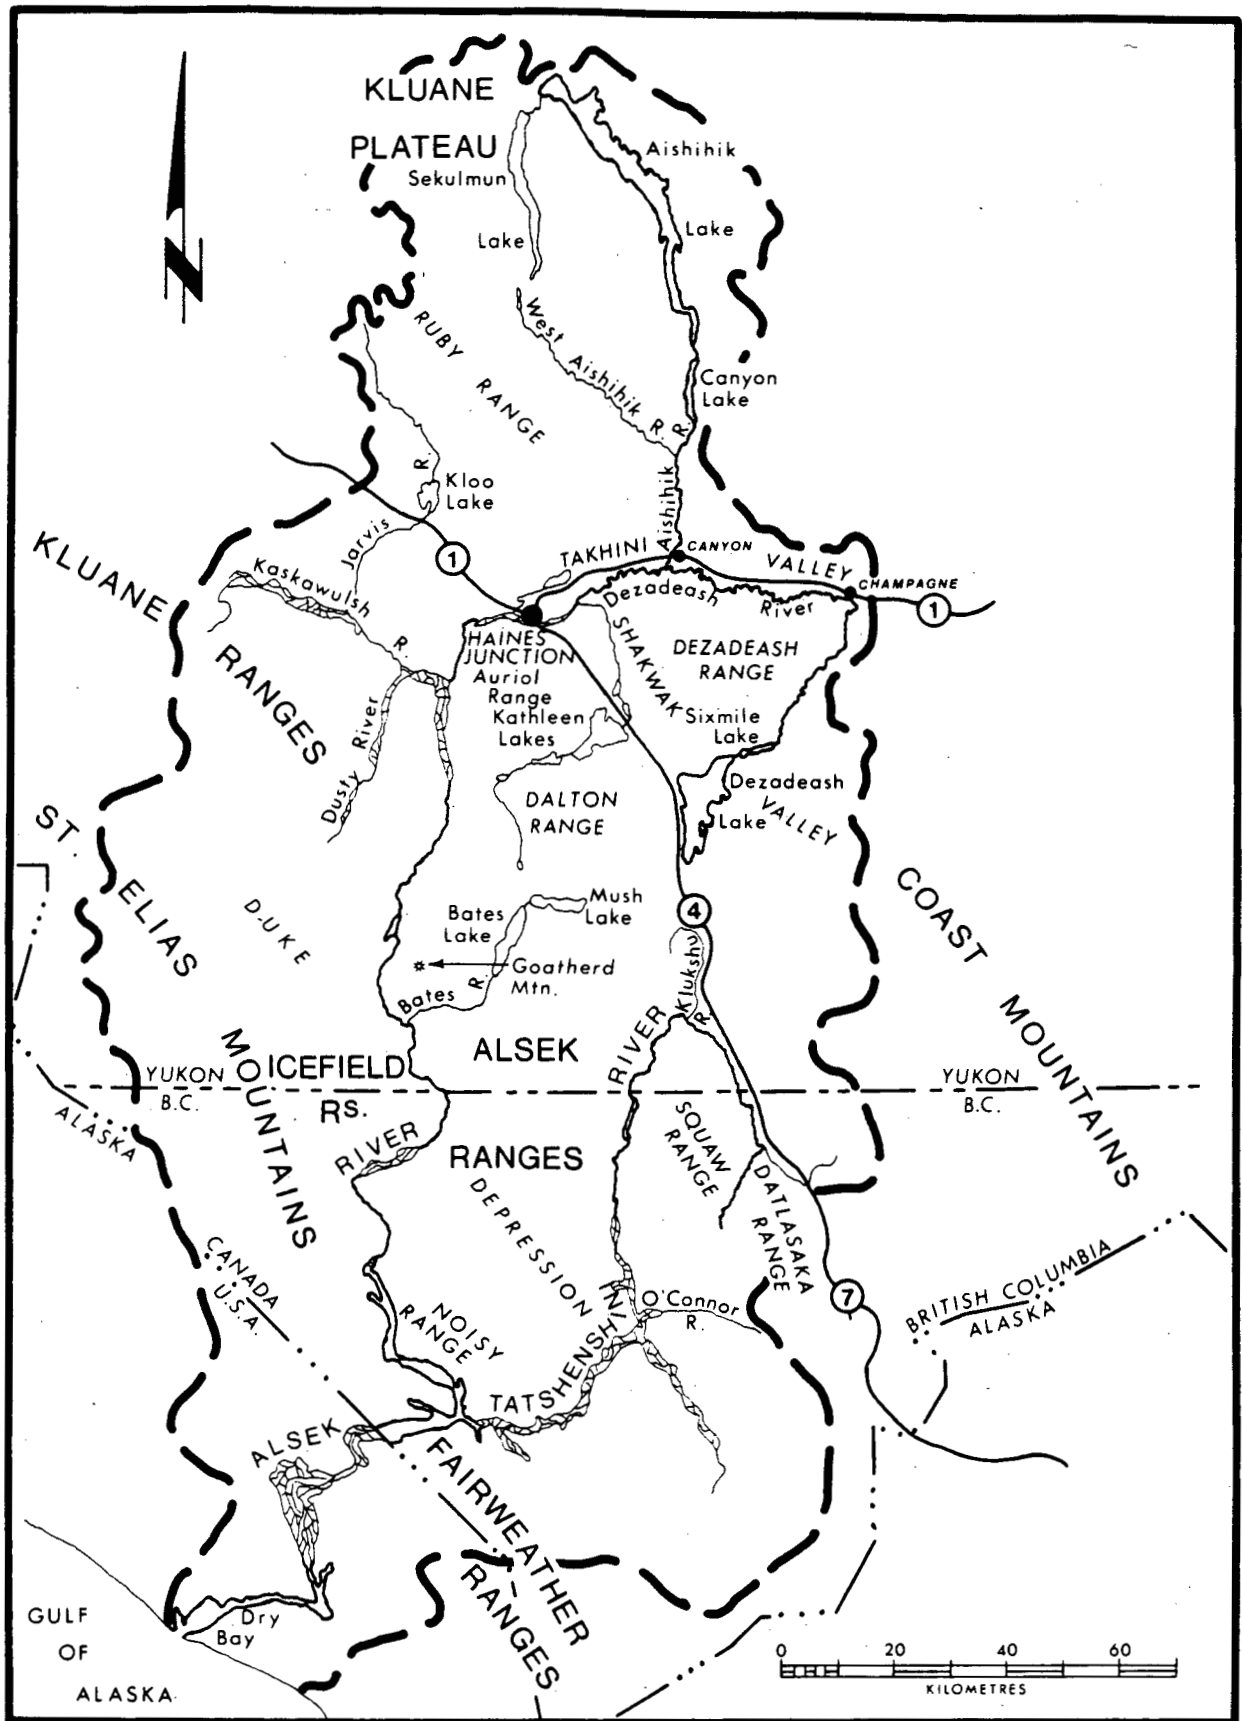 KLUANE
PLATEAU
Sekulmun
Lake
Aishihik
Lake
N
RUBY RANGE
West Aishihik R.
Canyon
Lake
R.
Aishihik
Kloo
Lake
R.
Jarvis
KLUANE
RANGES
Kaskawulsh
R.
1
TAKHINI
CANYON
VALLEY
CHAMPAGNE
1
Dezadeash
River
HAINES
JUNCTION
Auriol
Range
Kathleen
Lakes
SHAKWAK
DEZADEASH
RANGE
Sixmile
Lake
Dusty River
DALTON
RANGE
Dezadeash
Lake
VALLEY
ST. ELIAS
MOUNTAINS
DUKE
Mush
Lake
Bates
Lake
4
COAST
MOUNTAINS
Goatherd
Mtn.
Bates
R.
Klukshu
R.
RIVER
ICEFIELD
ALSEK
YUKON
B.C.
YUKON
B.C.
ALASKA
RS.
RIVER
RANGES
SQUAW
RANGE
DATLASAKA
RANGE
DEPRESSION
CANADA
U.S.A.
NOISY
RANGE
O'Connor
R.
7
BRITISH COLUMBIA
ALASKA
TATSHENSHINI
ALSEK
FAIRWEATHER
RANGES
Dry
Bay
GULF
OF
ALASKA
0 20 40 60
KILOMETRES